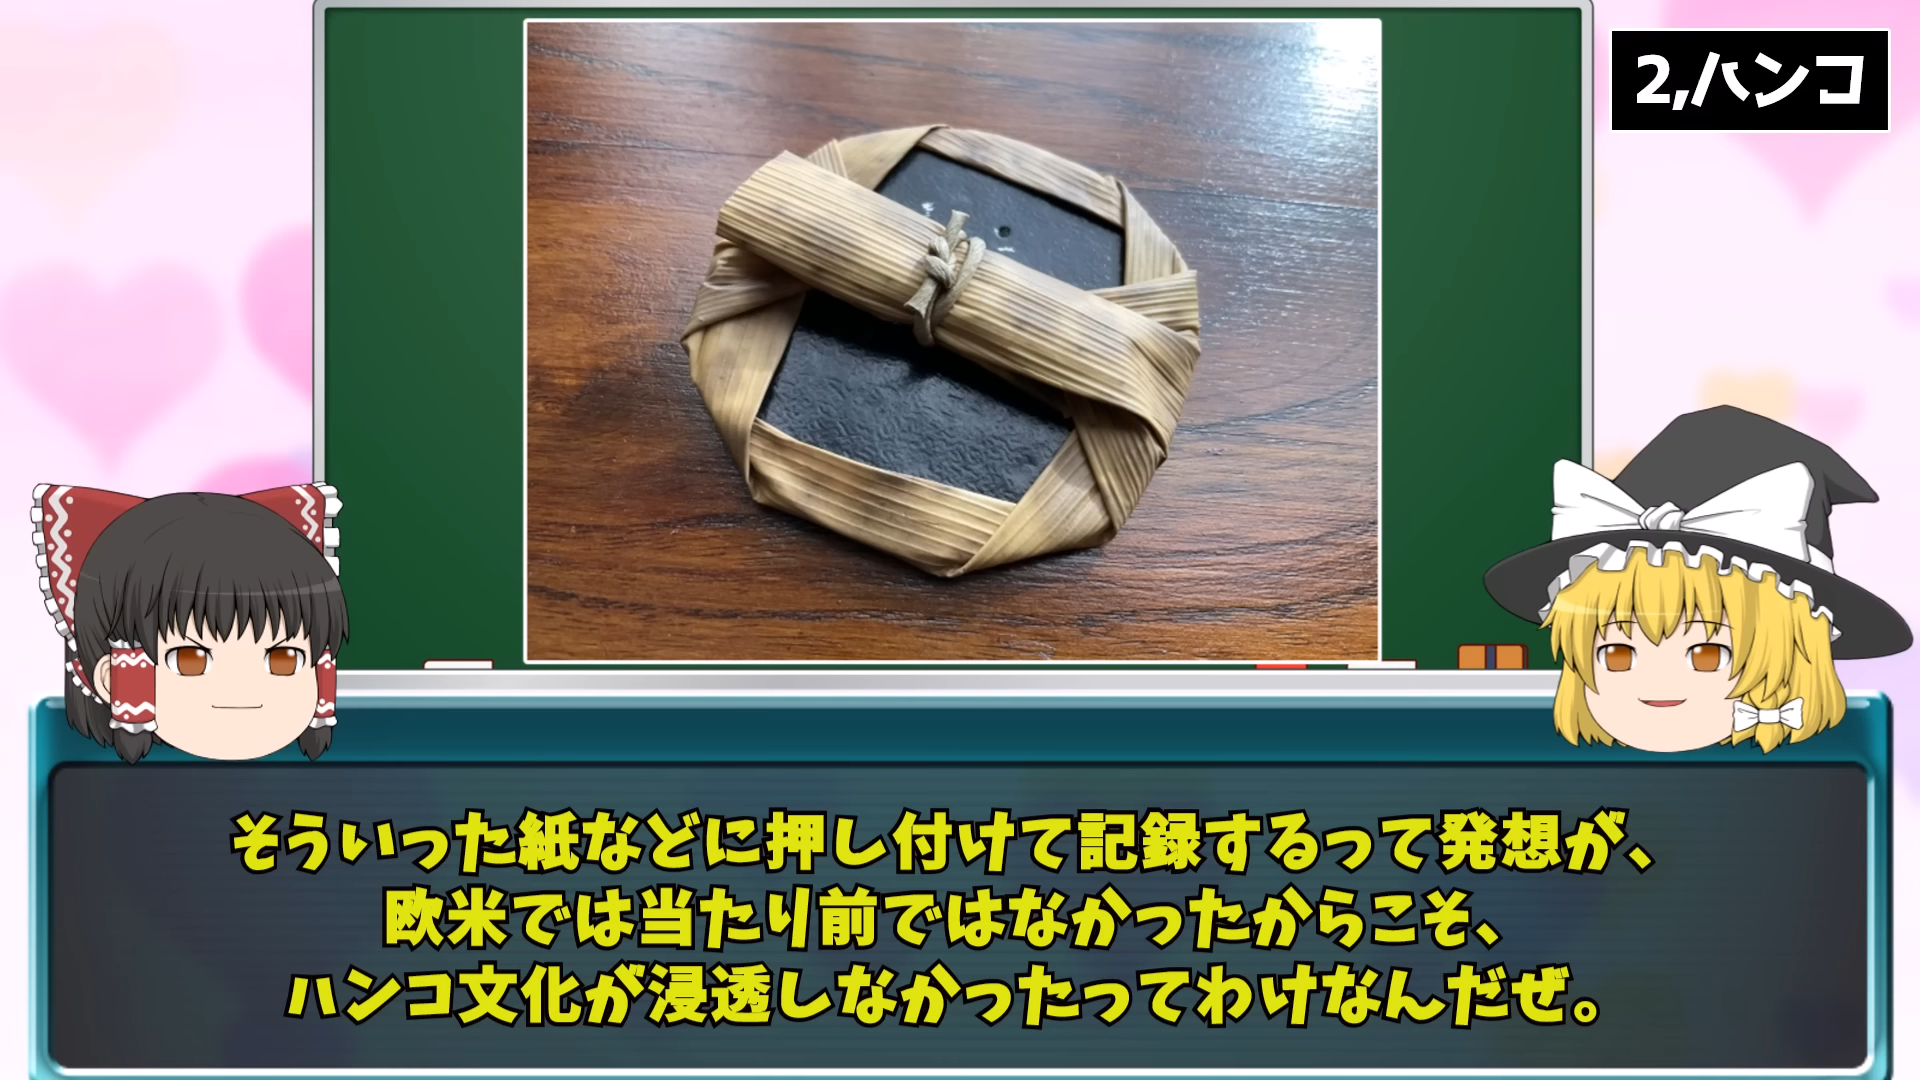 2,ハンコ
そういった紙などに押し付けて記録するって発想が、
欧米では当たり前ではなかったからこそ、
ハンコ文化が浸透しなかったってわけなんだぜ。